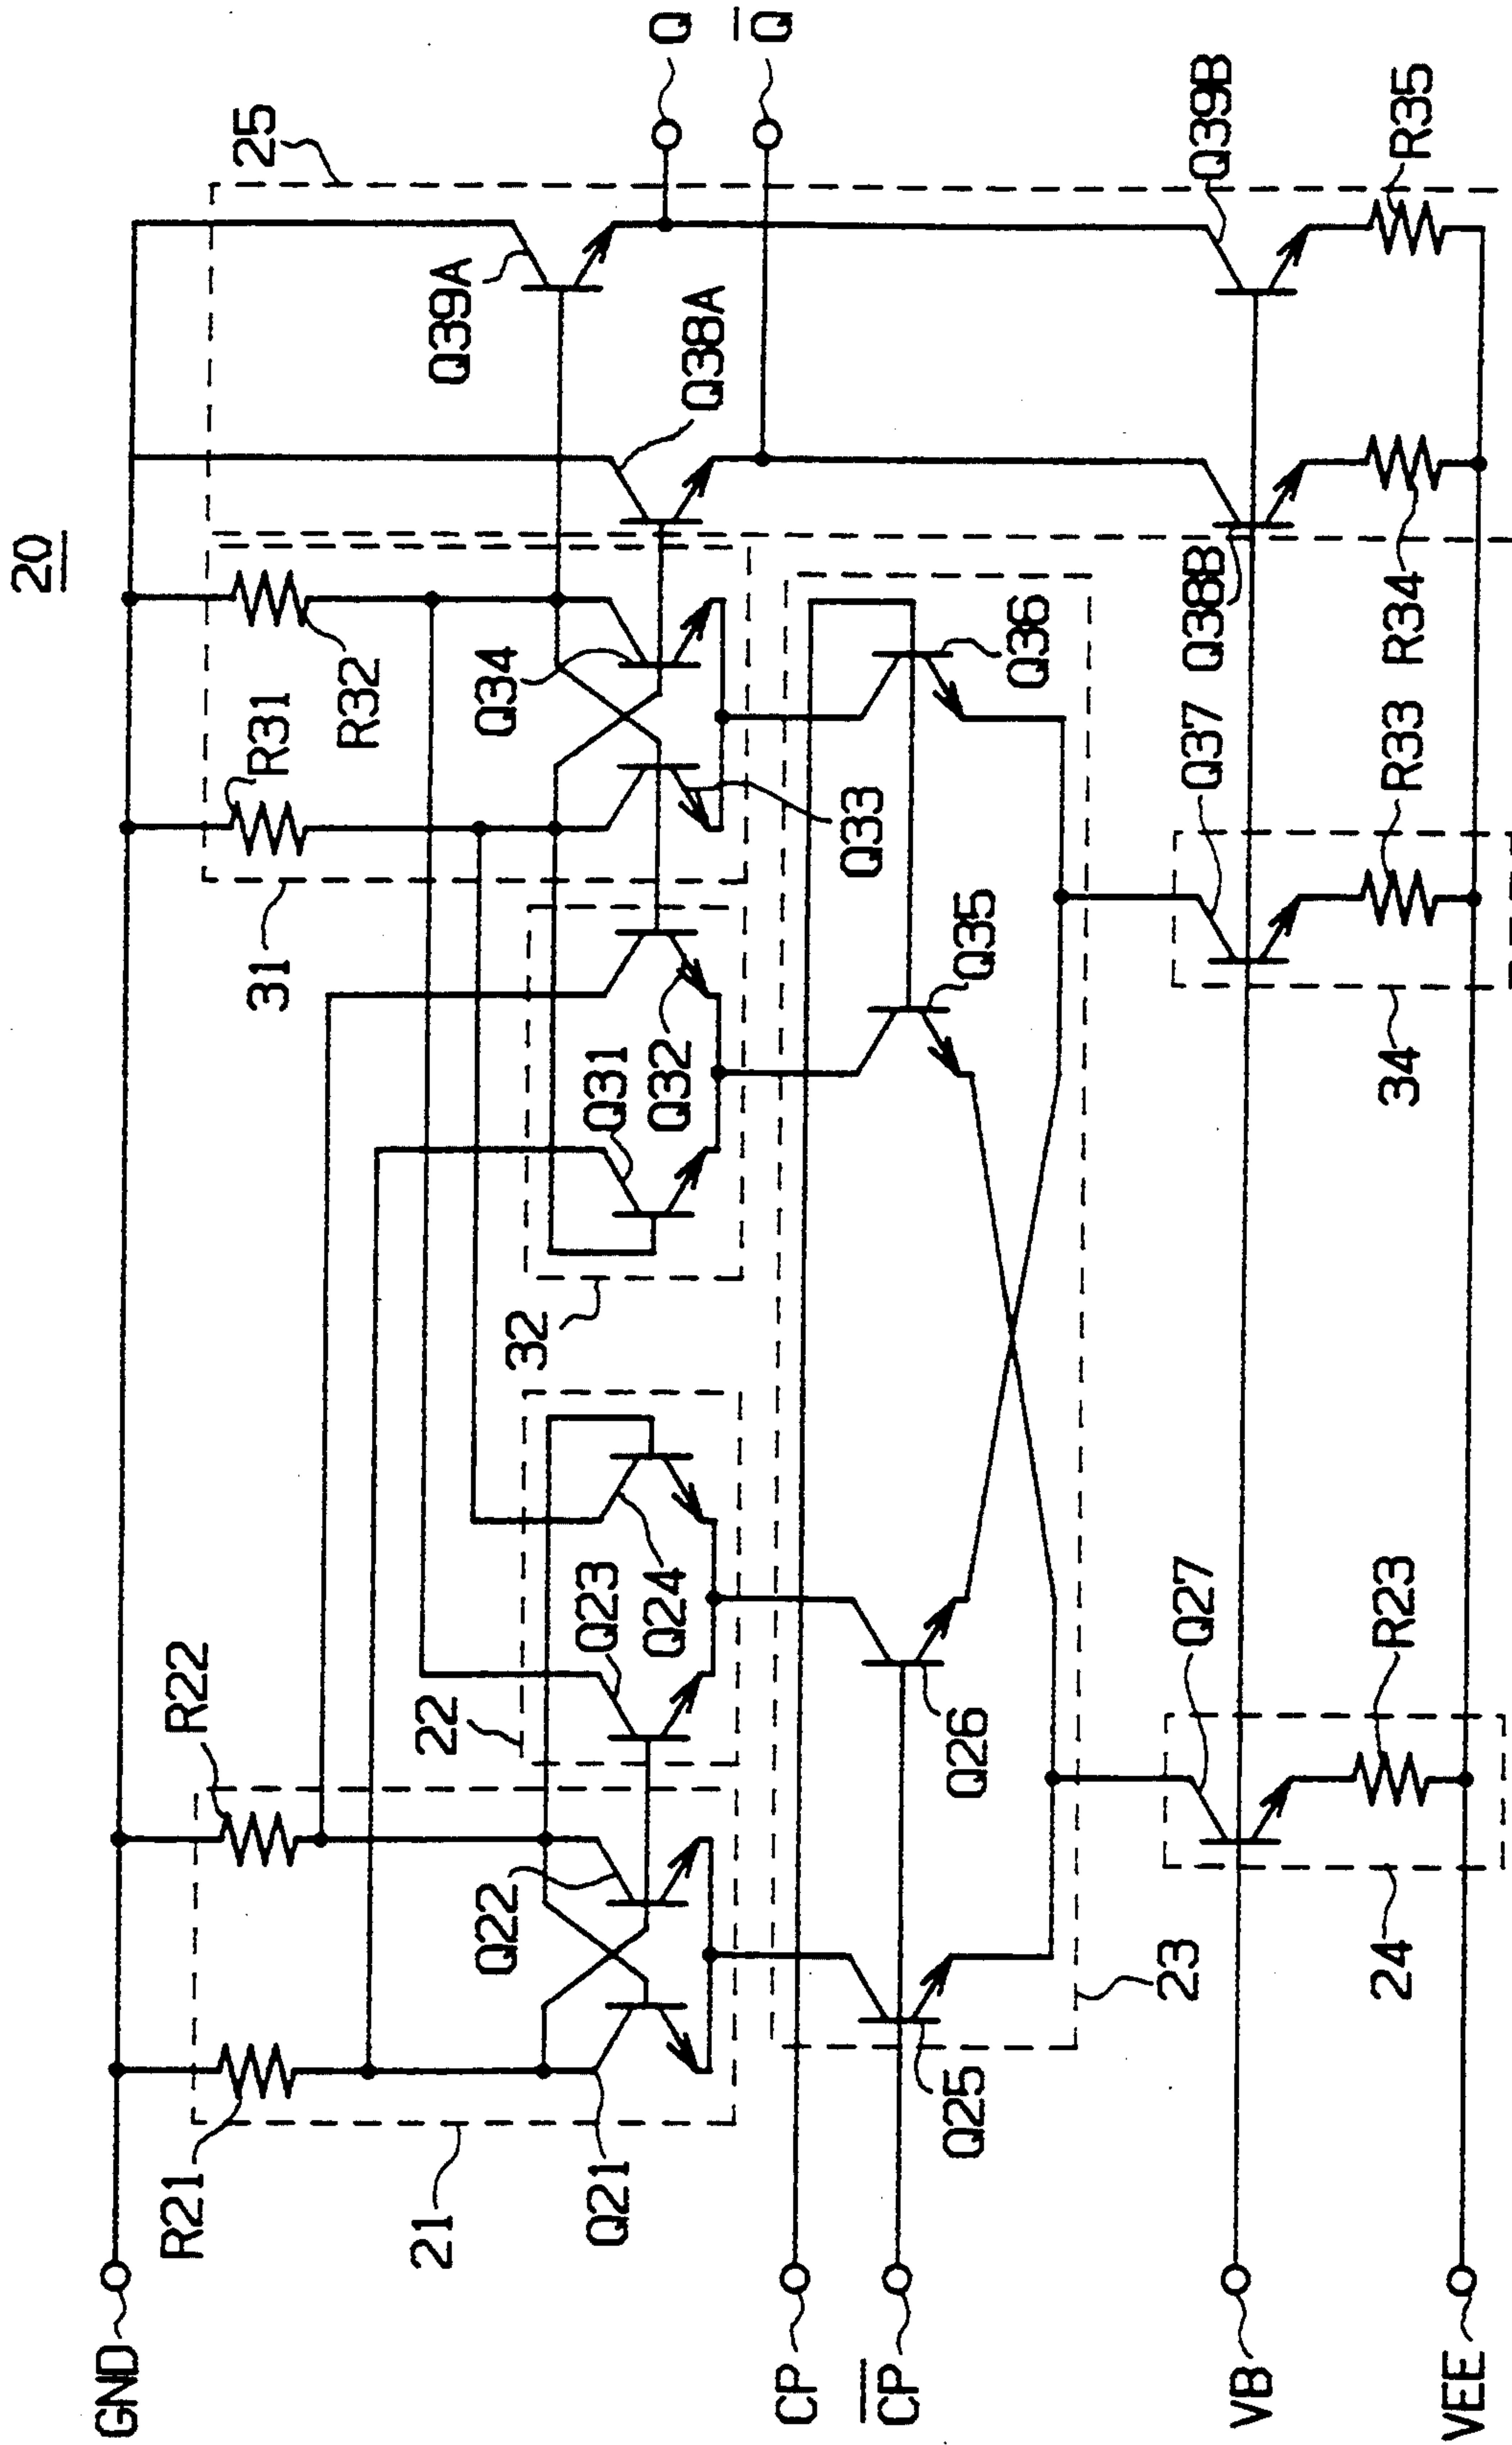 20
GND
R21
R22
R31
R32
25
31
21
Q21
Q22
22
Q23
Q24
32
Q31
Q32
Q33
Q34
Q39A
Q38A
Q
Q̅
CP
C̅P̅
Q25
Q26
Q35
Q36
23
VB
VEE
24
Q27
R23
34
Q37
R33
Q38B
R34
Q39B
R35